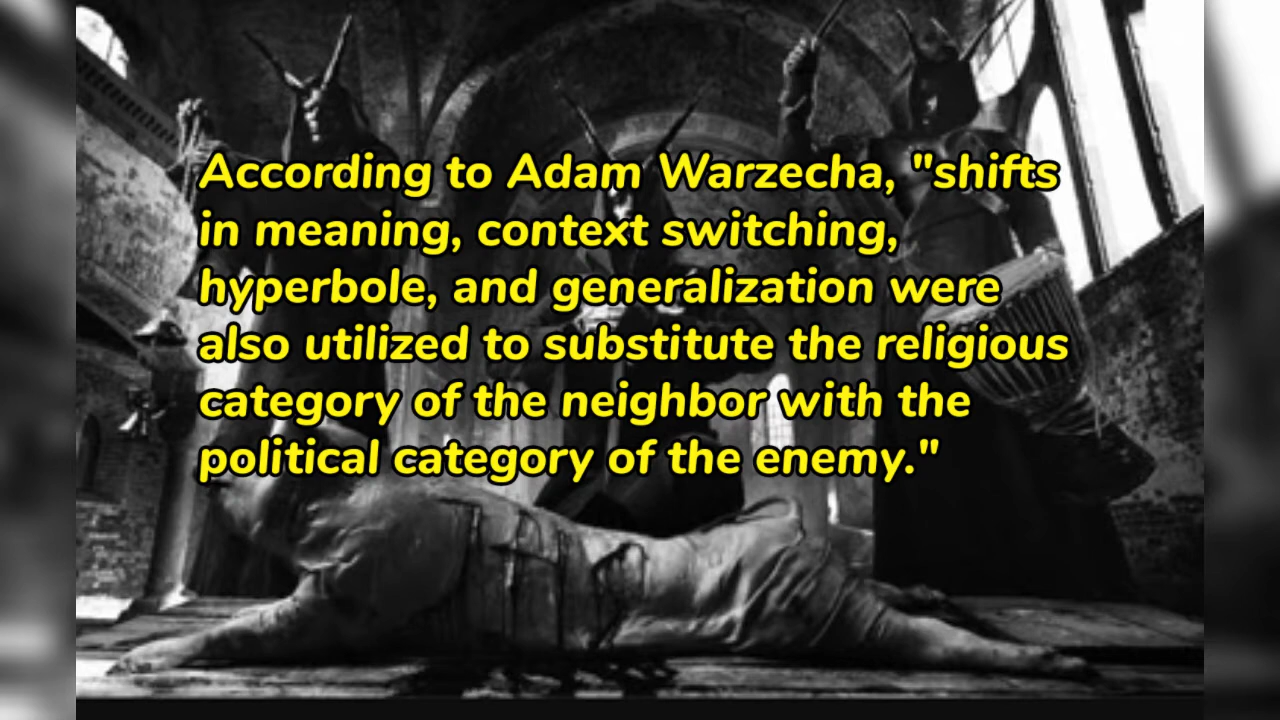 According to Adam Warzecha, "shifts
in meaning, context switching,
hyperbole, and generalization were
also utilized to substitute the religious
category of the neighbor with the
political category of the enemy."